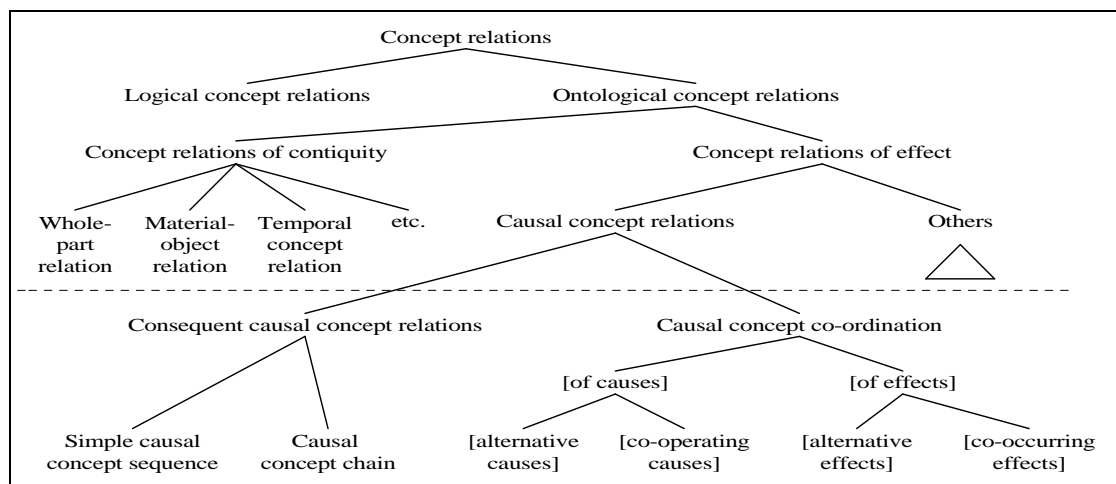 Concept relations
Logical concept relations
Ontological concept relations
Concept relations of contiquity
Concept relations of effect
Whole-
part
relation
Material-
object
relation
Temporal
concept
relation
etc.
Causal concept relations
Others
Consequent causal concept relations
Causal concept co-ordination
[of causes]
[of effects]
Simple causal
concept sequence
Causal
concept chain
[alternative
causes]
[co-operating
causes]
[alternative
effects]
[co-occurring
effects]